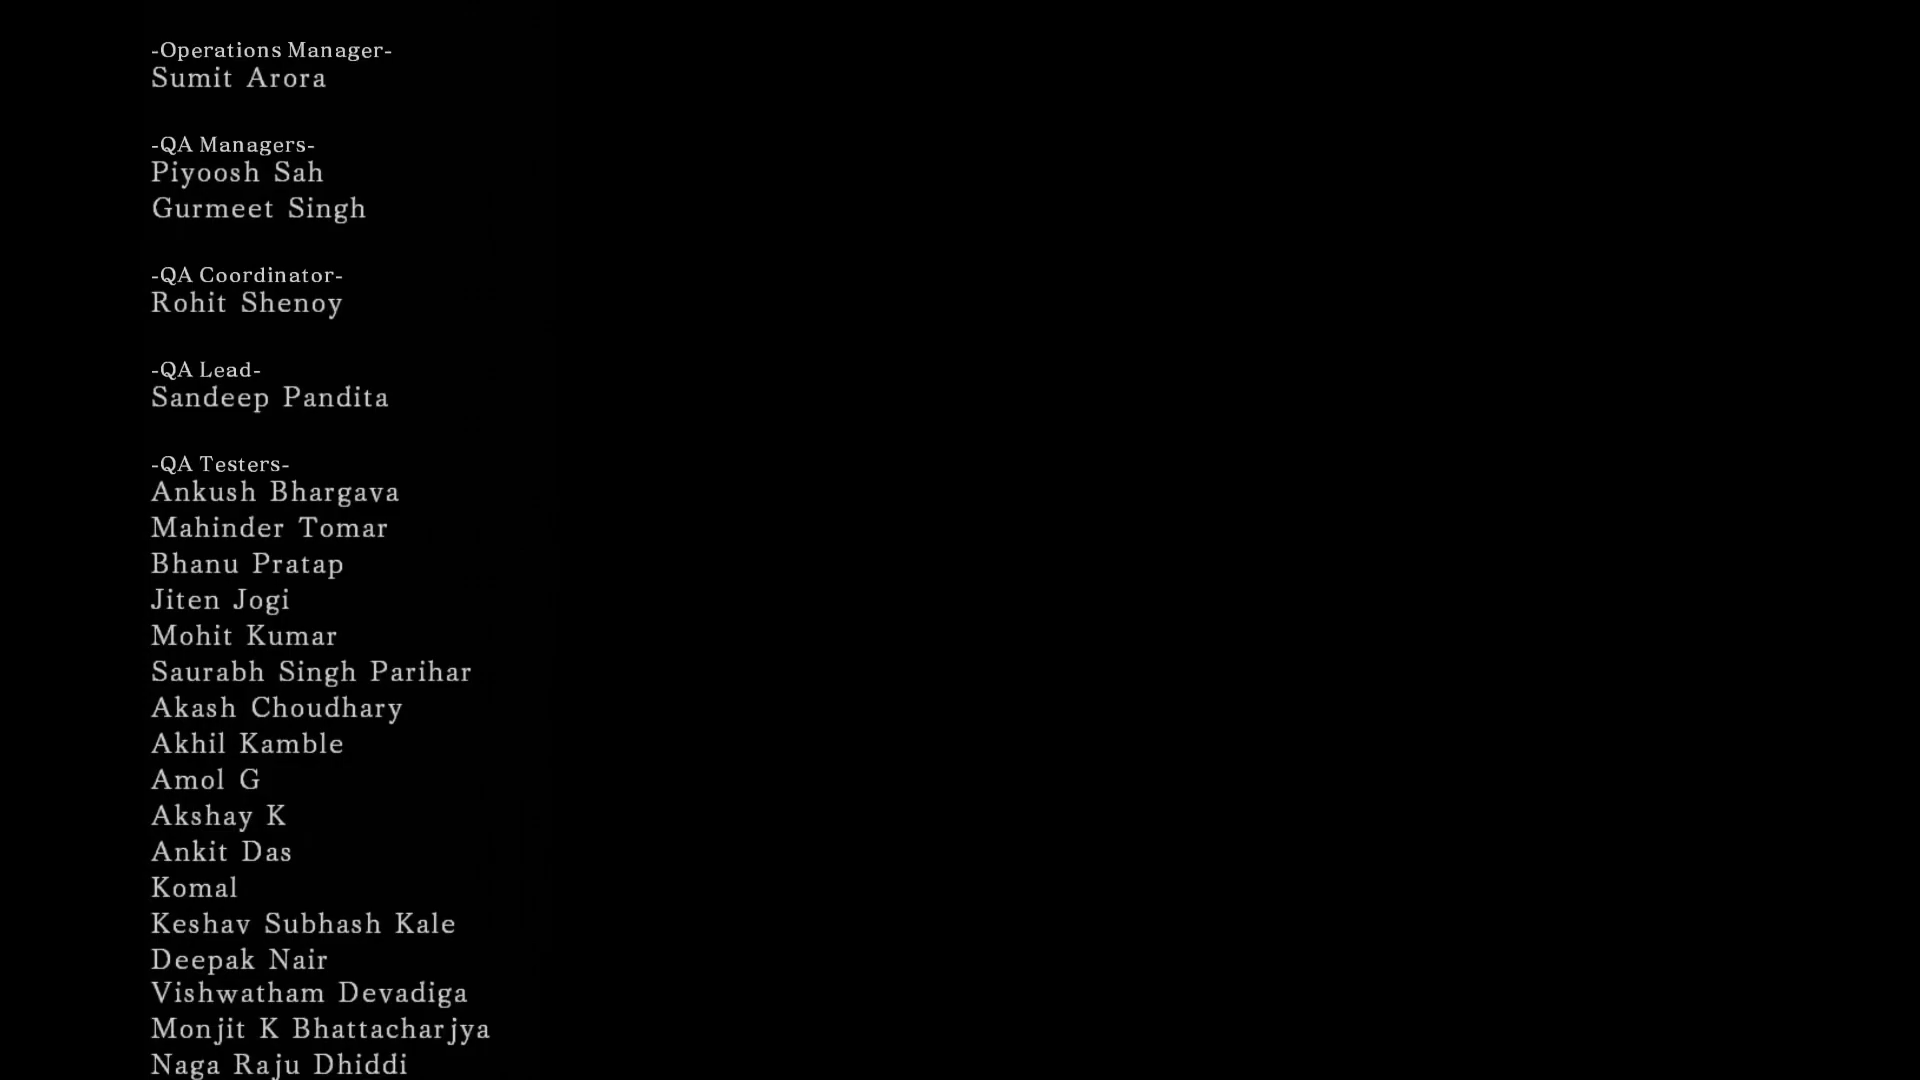 -Operations Manager-
Sumit Arora
-QA Managers-
Piyoosh Sah
Gurmeet Singh
-QA Coordinator-
Rohit Shenoy
-QA Lead-
Sandeep Pandita
-QA Testers-
Ankush Bhargava
Mahinder Tomar
Bhanu Pratap
Jiten Jogi
Mohit Kumar
Saurabh Singh Parihar
Akash Choudhary
Akhil Kamble
Amol G
Akshay K
Ankit Das
Komal
Keshav Subhash Kale
Deepak Nair
Vishwatham Devadiga
Monjit K Bhattacharjya
Naga Raju Dhiddi